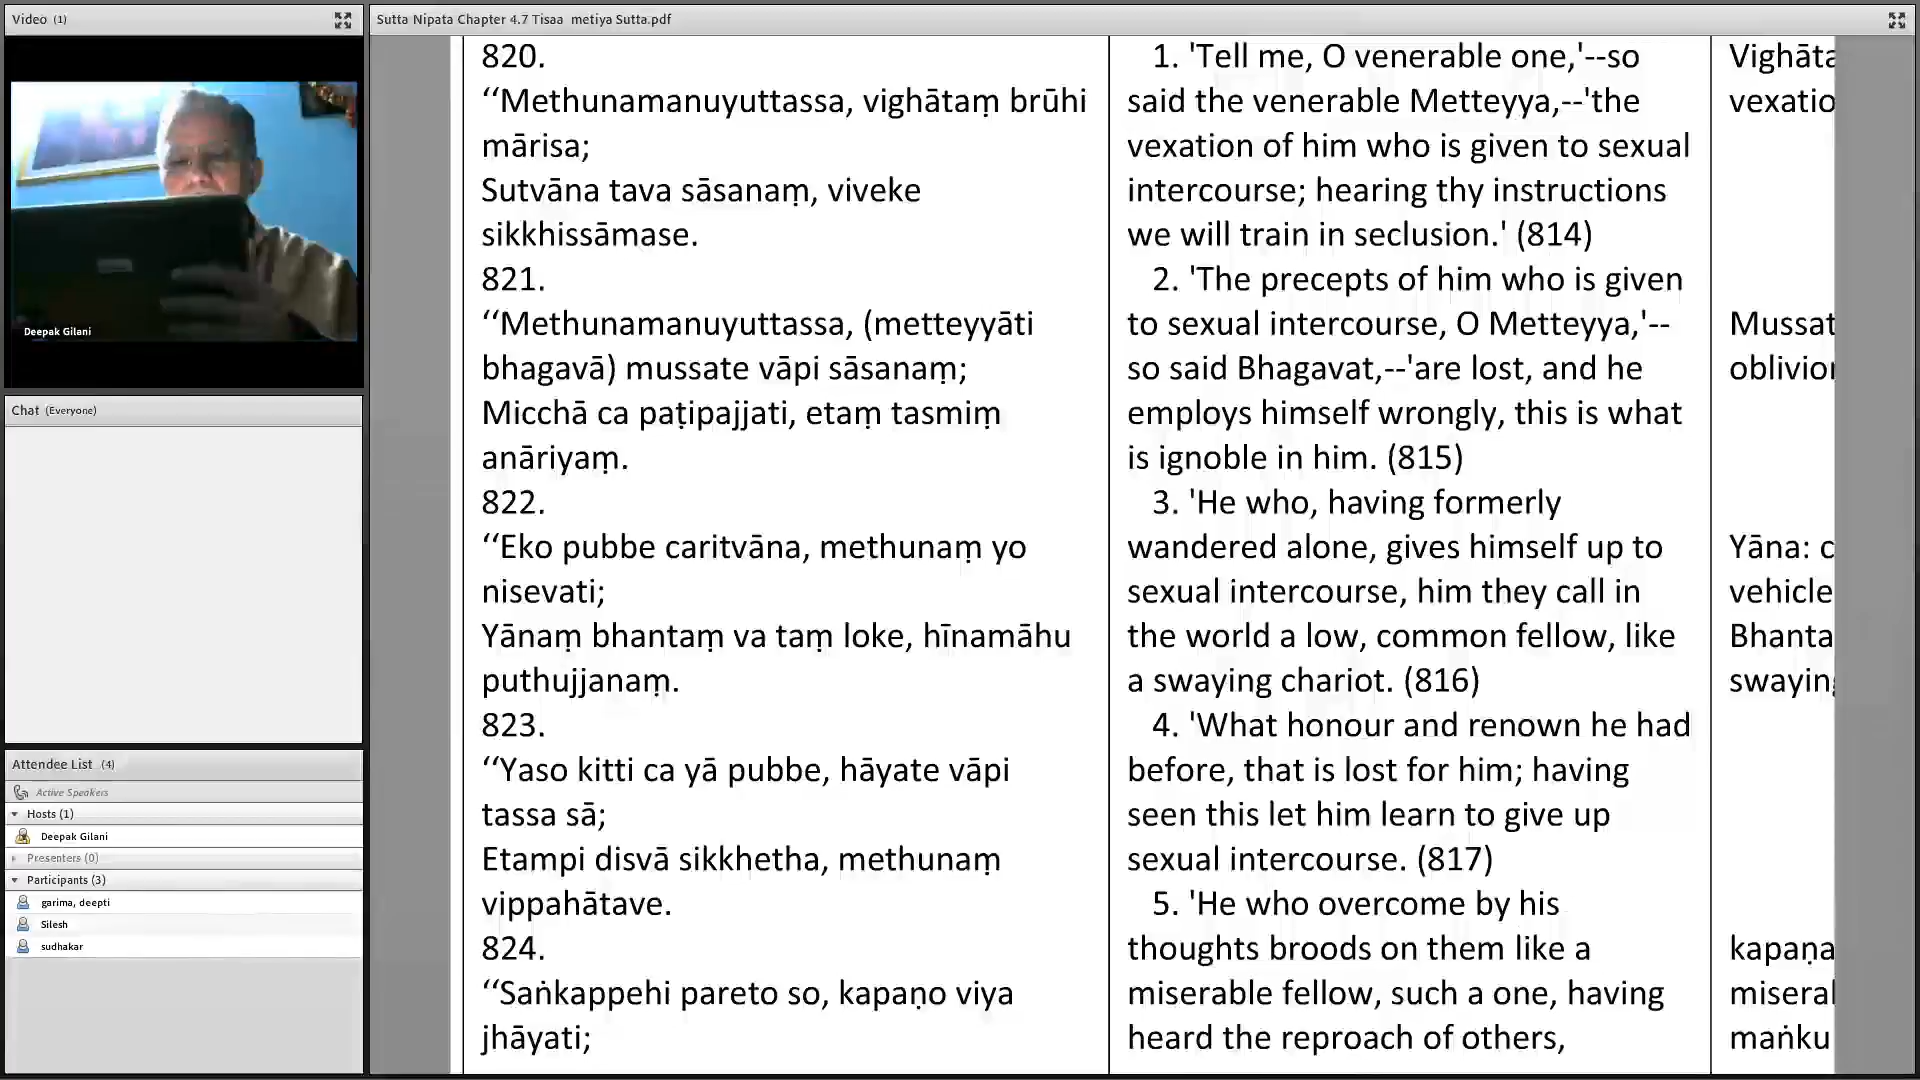 Video (1)
Deepak Gilani
Chat (Everyone)
Attendee List (4)
Active Speakers
Hosts (1)
Deepak Gilani
Presenters (0)
Participants (3)
garima, deepti
Silesh
sudhakar
Sutta Nipata Chapter 4.7 Tisaa metiya Sutta.pdf
820.
‘‘Methunamanuyuttassa, vighātaṃ brūhi
mārisa;
Sutvāna tava sāsanaṃ, viveke
sikkhissāmase.
821.
‘‘Methunamanuyuttassa, (metteyyāti
bhagavā) mussate vāpi sāsanaṃ;
Micchā ca paṭipajjati, etaṃ tasmiṃ
anāriyaṃ.
822.
‘‘Eko pubbe caritvāna, methunaṃ yo
nisevati;
Yānaṃ bhantaṃ va taṃ loke, hīnamāhu
puthujjanaṃ.
823.
‘‘Yaso kitti ca yā pubbe, hāyate vāpi
tassa sā;
Etampi disvā sikkhetha, methunaṃ
vippahātave.
824.
‘‘Saṅkappehi pareto so, kapaṇo viya
jhāyati;
1. 'Tell me, O venerable one,'--so
said the venerable Metteyya,--'the
vexation of him who is given to sexual
intercourse; hearing thy instructions
we will train in seclusion.' (814)
2. 'The precepts of him who is given
to sexual intercourse, O Metteyya,'--
so said Bhagavat,--'are lost, and he
employs himself wrongly, this is what
is ignoble in him. (815)
3. 'He who, having formerly
wandered alone, gives himself up to
sexual intercourse, him they call in
the world a low, common fellow, like
a swaying chariot. (816)
4. 'What honour and renown he had
before, that is lost for him; having
seen this let him learn to give up
sexual intercourse. (817)
5. 'He who overcome by his
thoughts broods on them like a
miserable fellow, such a one, having
heard the reproach of others,
Vighāta
vexatio
Mussat
oblivion
Yāna: c
vehicle
Bhanta
swaying
kapaṇa
miseral
maṅku